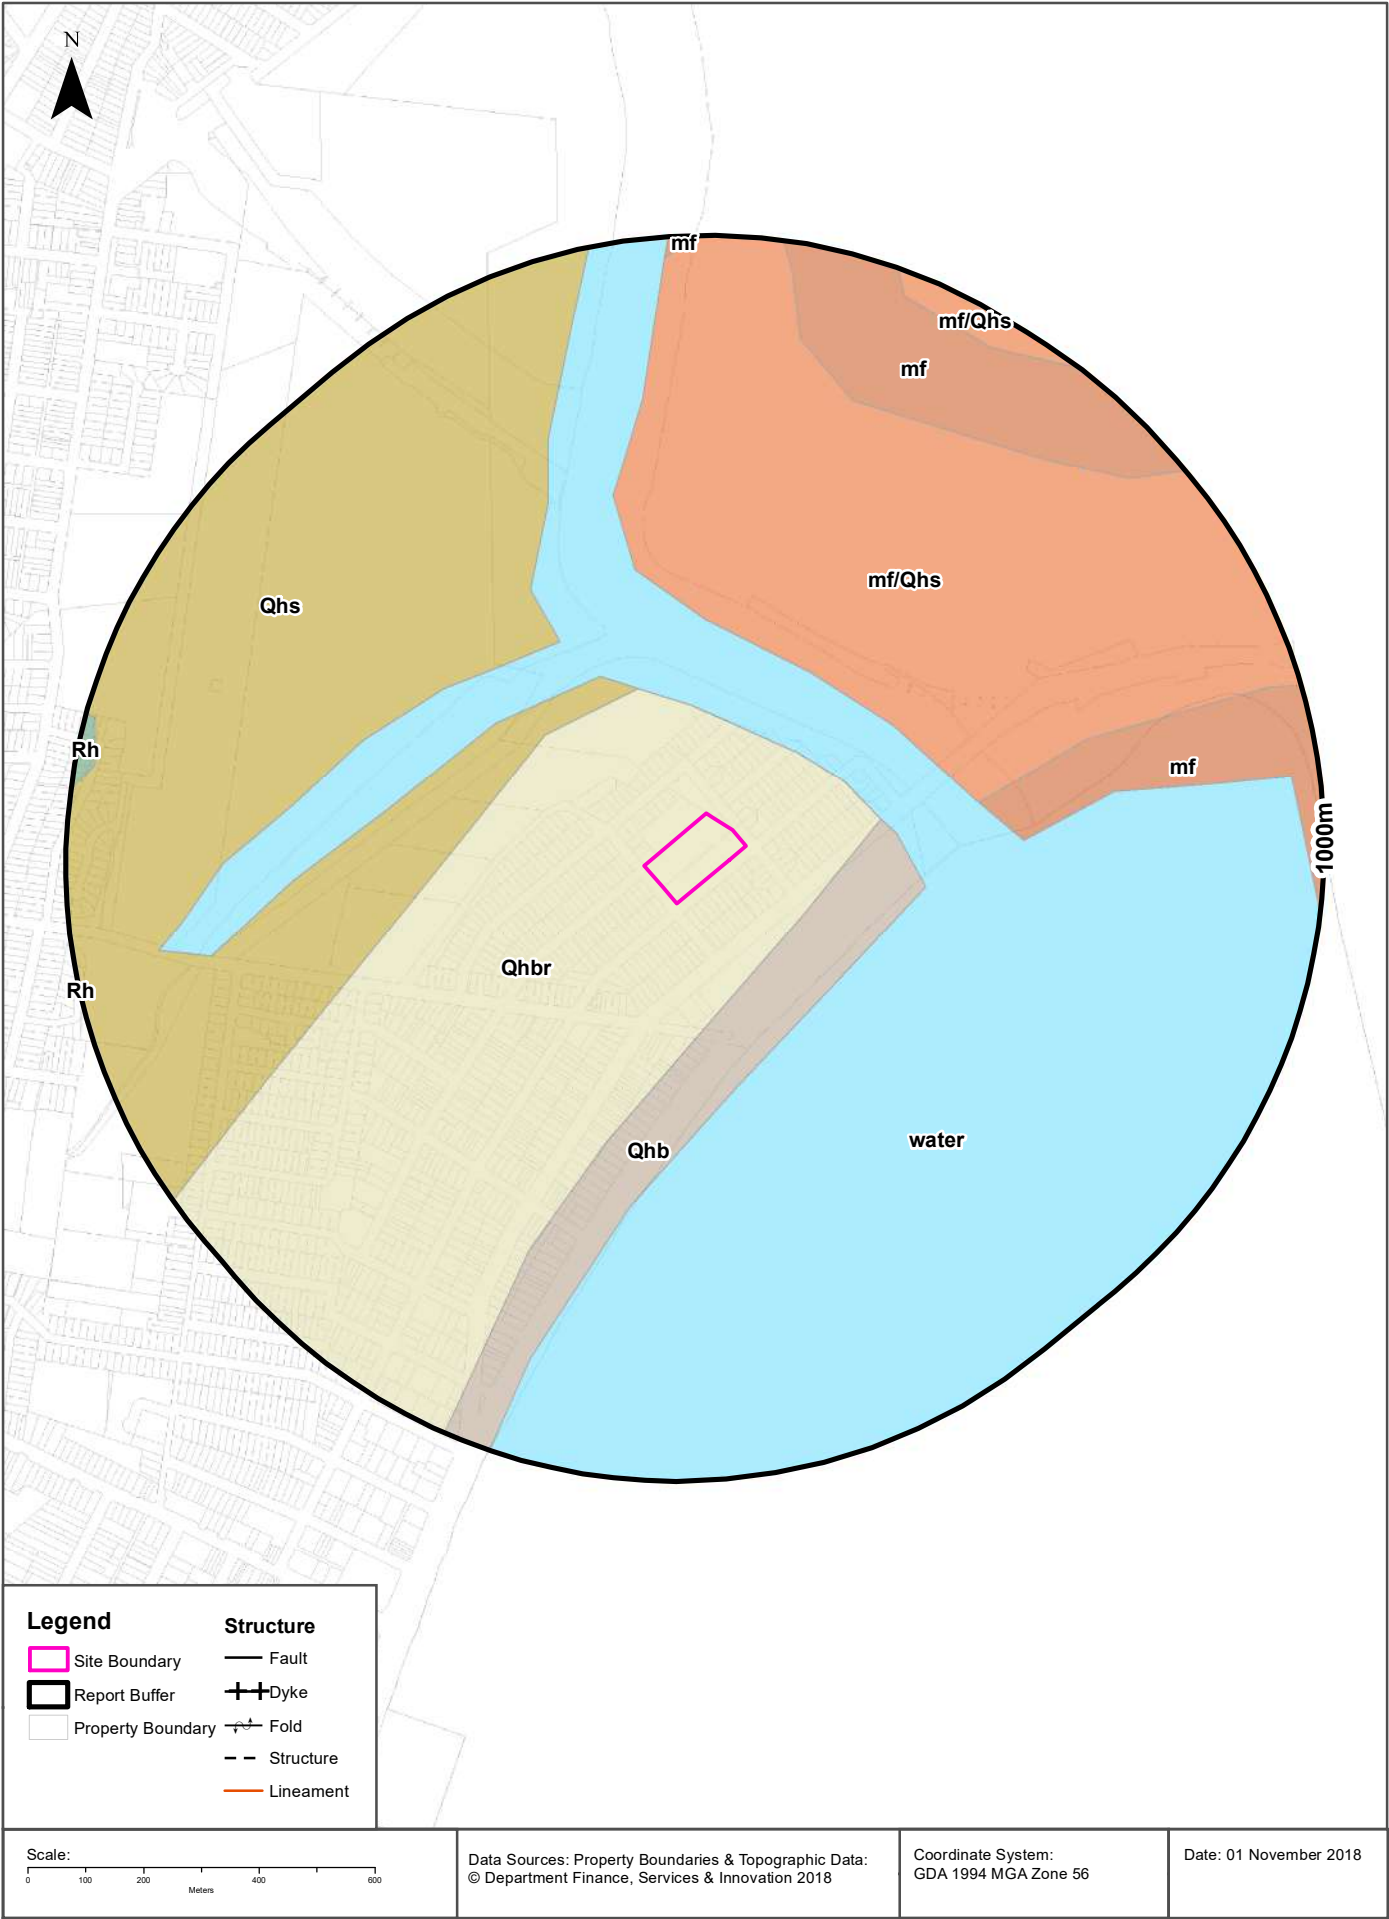 N
mf
mf/Qhs
mf
mf/Qhs
Qhs
Rh
mf
1000m
Qhbr
Rh
water
Qhb
Legend
Site Boundary
Report Buffer
Property Boundary
Structure
Fault
Dyke
Fold
Structure
Lineament
Scale:
0 100 200 400 600
Meters
Data Sources: Property Boundaries & Topographic Data:
© Department Finance, Services & Innovation 2018
Coordinate System:
GDA 1994 MGA Zone 56
Date: 01 November 2018